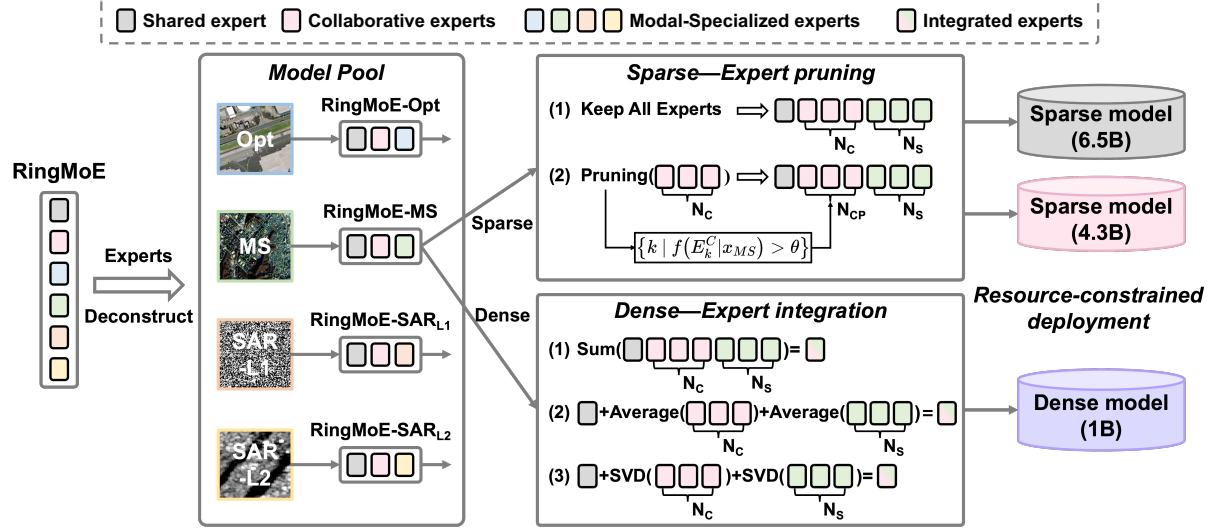 Shared expert
Collaborative experts
Modal-Specialized experts
Integrated experts
RingMoE
Experts
Deconstruct
Model Pool
Opt
RingMoE-Opt
MS
RingMoE-MS
SAR
-L1
RingMoE-SAR_L1
SAR
-L2
RingMoE-SAR_L2
Sparse
Dense
Sparse—Expert pruning
(1) Keep All Experts
N_C N_S
(2) Pruning( )
N_C N_CP N_S
{k | f(E_k^C|x_MS) > θ}
Dense—Expert integration
(1) Sum( )=
N_C N_S
(2) +Average( )+Average( )=
N_C N_S
(3) +SVD( )+SVD( )=
N_C N_S
Sparse model
(6.5B)
Sparse model
(4.3B)
Resource-constrained
deployment
Dense model
(1B)